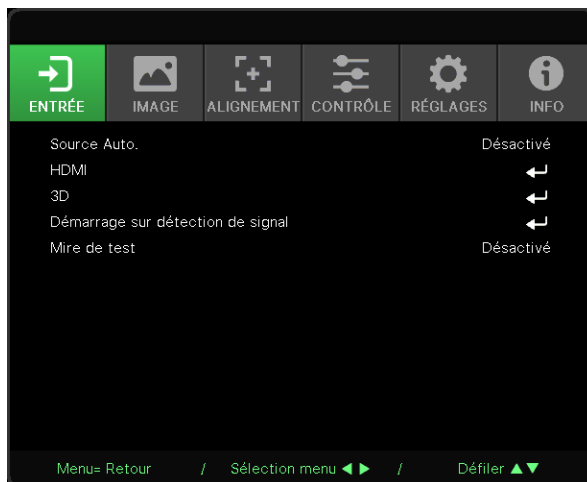 ENTRÉE IMAGE ALIGNEMENT CONTRÔLE RÉGLAGES INFO
Source Auto. Désactivé
HDMI
3D
Démarrage sur détection de signal
Mire de test Désactivé
Menu= Retour / Sélection menu ◀ ▶ / Défiler ▲▼